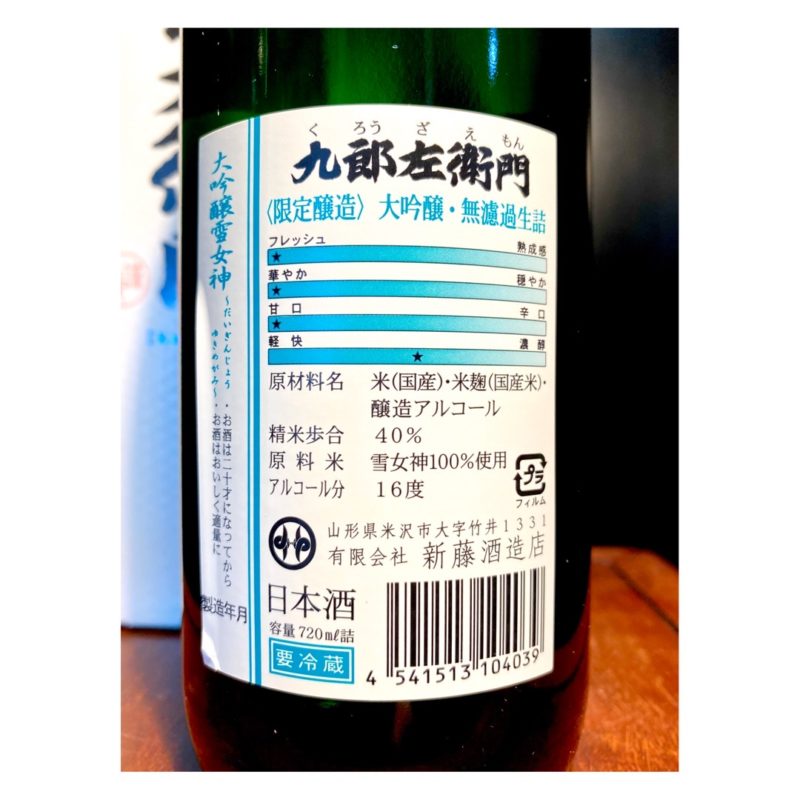 くろうざえもん
九郎左衛門
〈限定醸造〉大吟醸・無濾過生詰
フレッシュ 熟成感
華やか 穏やか
甘口 辛口
軽快 濃醇
原材料名 米(国産)・米麹(国産米)・
醸造アルコール
精米歩合 40%
原料米 雪女神100%使用
アルコール分 16度
プラ
フィルム
山形県米沢市大字竹井1331
有限会社 新藤酒造店
日本酒
容量720ml詰
要冷蔵
4 541513 104039
大吟醸雪女神
~だいぎんじょう
ゆきめがみ~
・お酒は二十才になってから
・お酒はおいしく適量に
製造年月